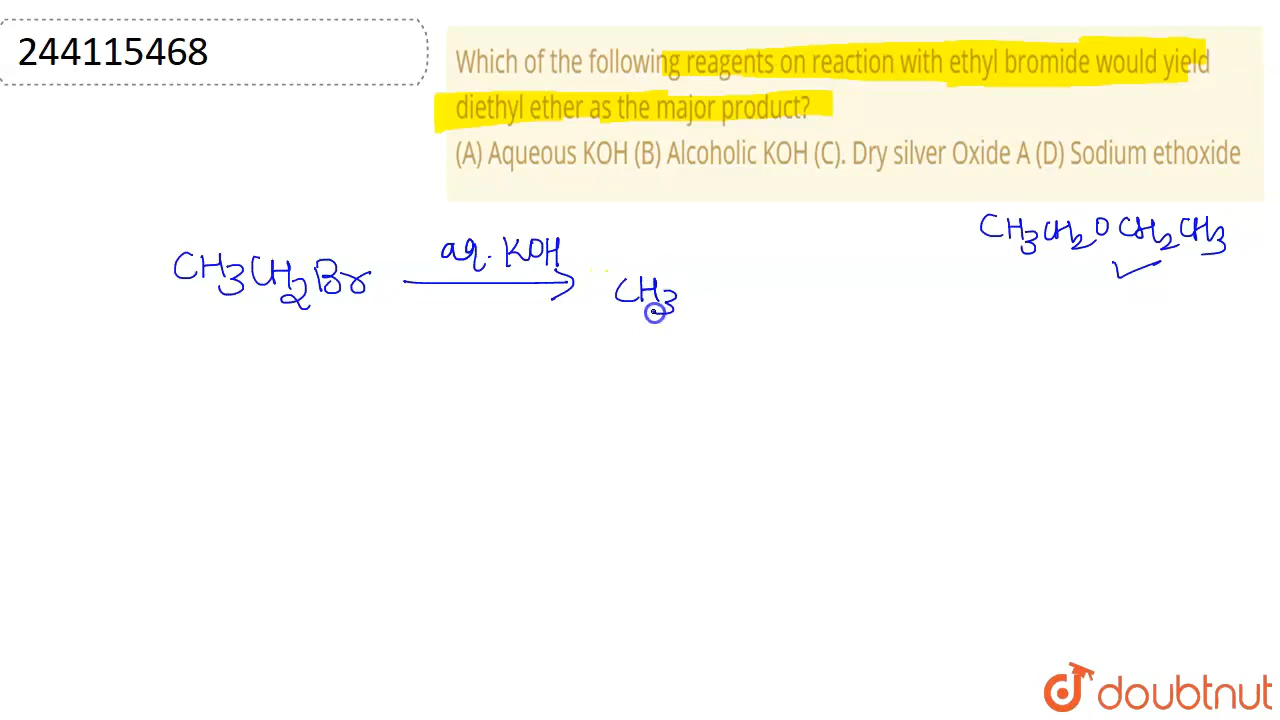 244115468
Which of the following reagents on reaction with ethyl bromide would yield
diethyl ether as the major product?
(A) Aqueous KOH (B) Alcoholic KOH (C). Dry silver Oxide A (D) Sodium ethoxide
CH3CH2OCH2CH3
CH3CH2Br aq. KOH CH3
doubtnut